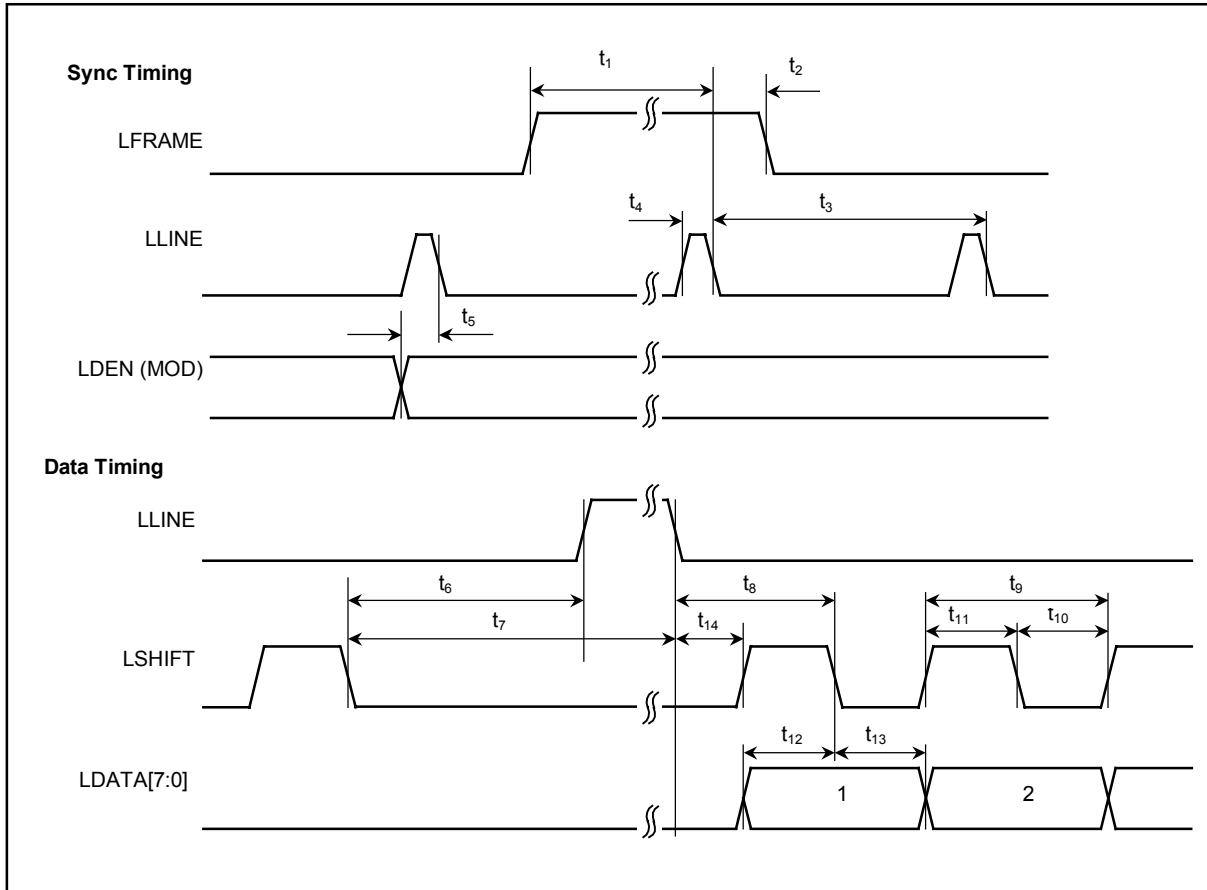 Sync Timing
t1
t2
LFRAME
t4
t3
LLINE
t5
LDEN (MOD)
Data Timing
LLINE
t6
t8
t9
t7
t14
t11
t10
LSHIFT
t12
t13
LDATA[7:0]
1
2